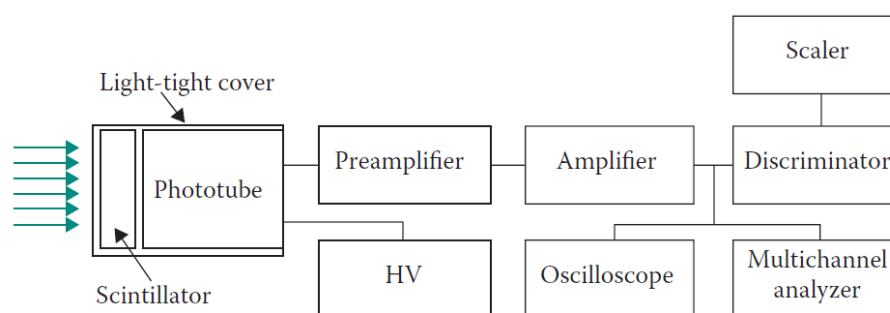 Scaler
Light-tight cover
Preamplifier
Amplifier
Discriminator
Phototube
HV
Oscilloscope
Multichannel
analyzer
Scintillator